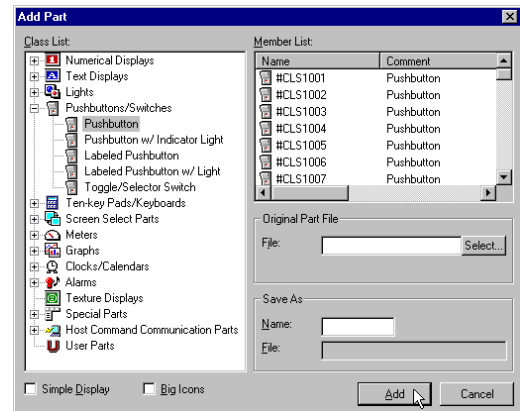 Add Part
Class List:
Numerical Displays
Text Displays
Lights
Pushbuttons/Switches
Pushbutton
Pushbutton w/ Indicator Light
Labeled Pushbutton
Labeled Pushbutton w/ Light
Toggle/Selector Switch
Ten-key Pads/Keyboards
Screen Select Parts
Meters
Graphs
Clocks/Calendars
Alarms
Texture Displays
Special Parts
Host Command Communication Parts
User Parts
Simple Display
Big Icons
Member List:
Name Comment
#CLS1001 Pushbutton
#CLS1002 Pushbutton
#CLS1003 Pushbutton
#CLS1004 Pushbutton
#CLS1005 Pushbutton
#CLS1006 Pushbutton
#CLS1007 Pushbutton
Original Part File
File: Select...
Save As
Name:
File:
Add Cancel